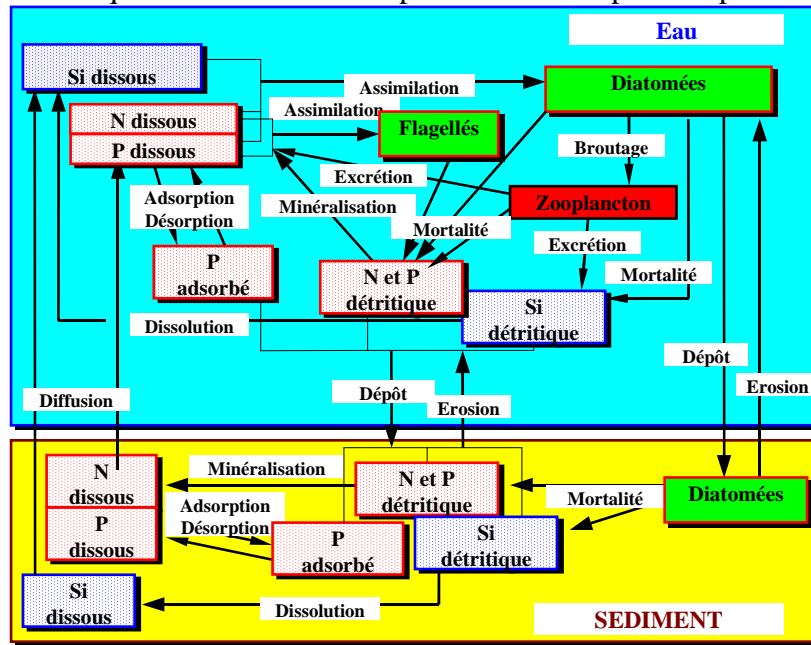 Eau
Si dissous
Assimilation
Diatomées
N dissous
Assimilation
Flagellés
P dissous
Broutage
Excrétion
Adsorption
Désorption
Minéralisation
Zooplancton
Mortalité
Excrétion
P
adsorbé
N et P
détritique
Mortalité
Si
détritique
Dissolution
Dépôt
Diffusion
Dépôt
Erosion
Erosion
N
dissous
Minéralisation
N et P
détritique
Mortalité
Diatomées
Adsorption
Désorption
P
dissous
P
adsorbé
Si
détritique
Si
dissous
Dissolution
SEDIMENT